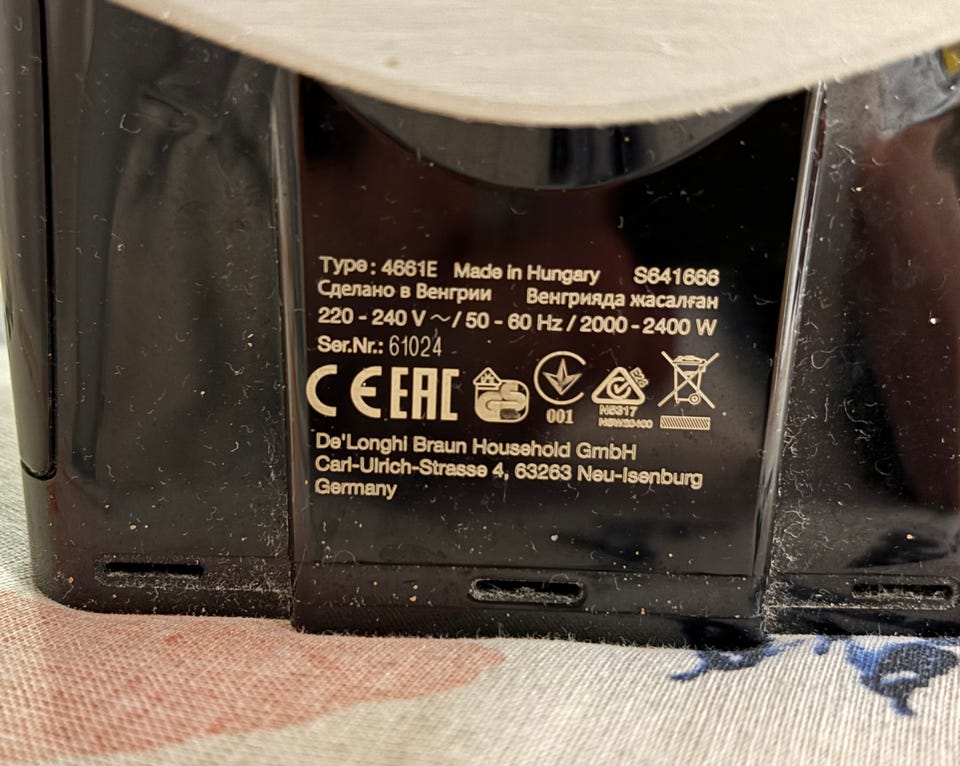 Type: 4661E Made in Hungary S641666
Сделано в Венгрии Венгрияда жасалған
220 - 240 V ～/ 50 - 60 Hz / 2000 - 2400 W
Ser.Nr.: 61024
CE EAC
001
N5317
De'Longhi Braun Household GmbH
Carl-Ulrich-Strasse 4, 63263 Neu-Isenburg
Germany